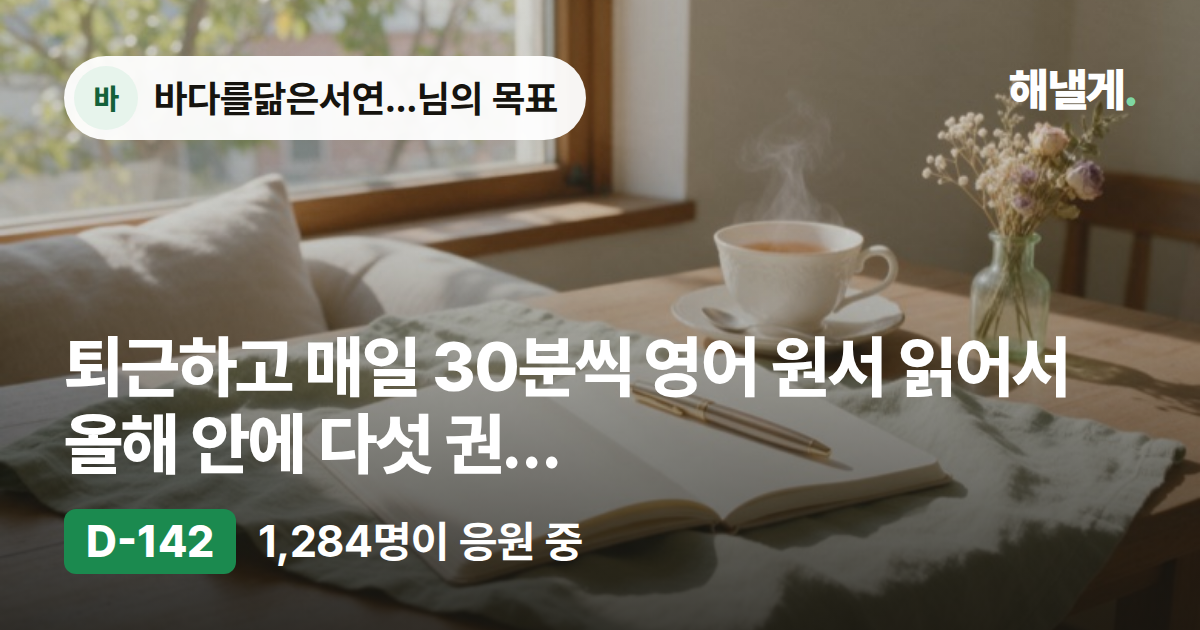 바 바다를닮은서연...님의 목표
해낼게.
퇴근하고 매일 30분씩 영어 원서 읽어서
올해 안에 다섯 권...
D-142 1,284명이 응원 중